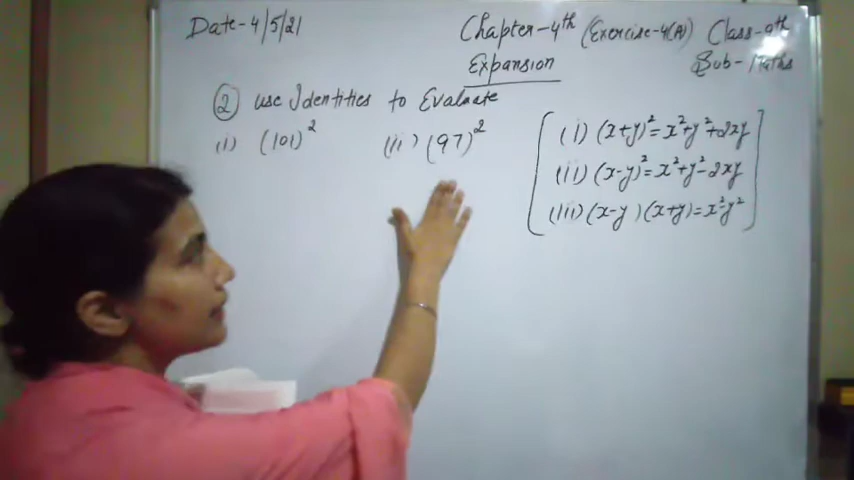 Date-4/5/21
Chapter-4th (Exercise-4(A)) Class-9th
Expansion
Sub-Maths
② use Identities to Evaluate
(i) (101)² (ii) (97)²
(i) (x+y)²=x²+y²+2xy
(ii) (x-y)²=x²+y²-2xy
(iii) (x-y)(x+y)=x²-y²